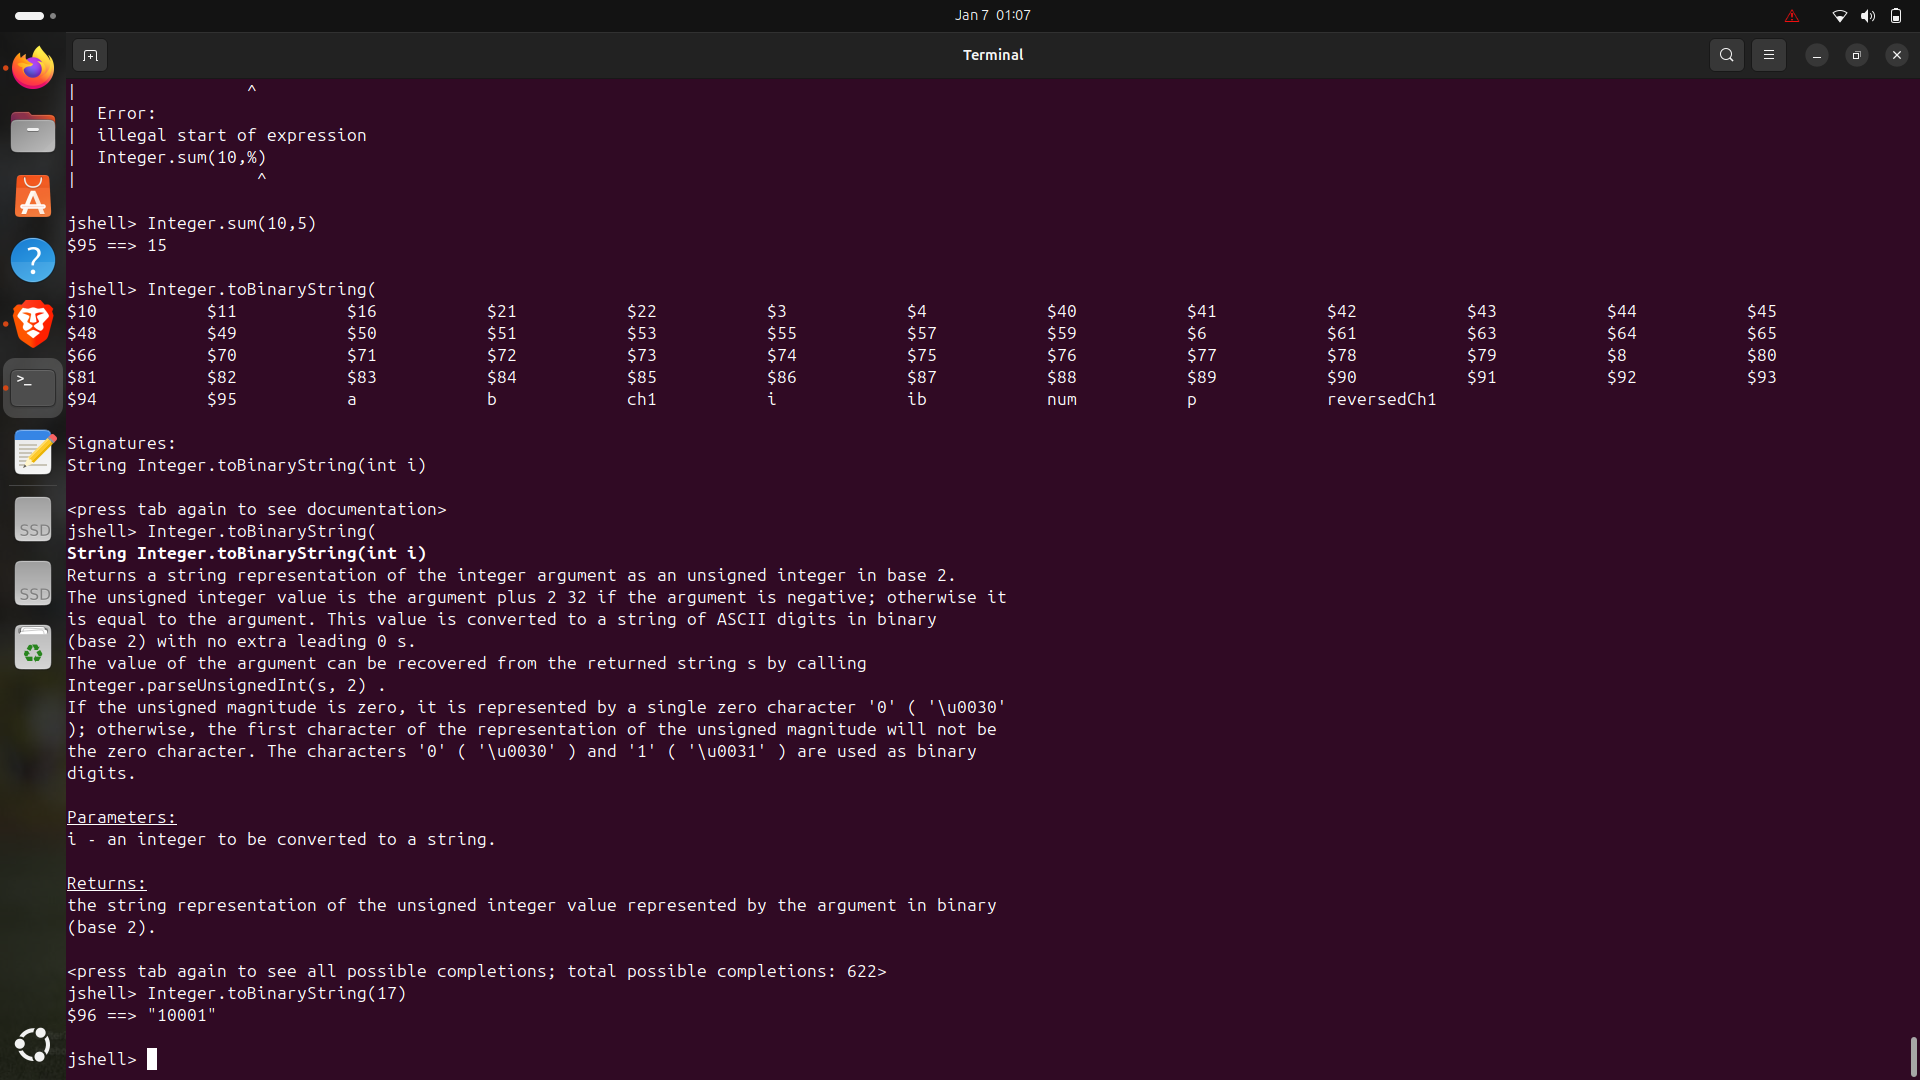 Jan 7 01:07
Terminal
| ^
| Error:
| illegal start of expression
| Integer.sum(10,%)
| ^
jshell> Integer.sum(10,5)
$95 ==> 15
jshell> Integer.toBinaryString(
$10 $11 $16 $21 $22 $3 $4 $40 $41 $42 $43 $44 $45
$48 $49 $50 $51 $53 $55 $57 $59 $6 $61 $63 $64 $65
$66 $70 $71 $72 $73 $74 $75 $76 $77 $78 $79 $8 $80
$81 $82 $83 $84 $85 $86 $87 $88 $89 $90 $91 $92 $93
$94 $95 a b ch1 i ib num p reversedCh1
Signatures:
String Integer.toBinaryString(int i)
<press tab again to see documentation>
jshell> Integer.toBinaryString(
String Integer.toBinaryString(int i)
Returns a string representation of the integer argument as an unsigned integer in base 2.
The unsigned integer value is the argument plus 2 32 if the argument is negative; otherwise it
is equal to the argument. This value is converted to a string of ASCII digits in binary
(base 2) with no extra leading 0 s.
The value of the argument can be recovered from the returned string s by calling
Integer.parseUnsignedInt(s, 2) .
If the unsigned magnitude is zero, it is represented by a single zero character '0' ( '\u0030'
); otherwise, the first character of the representation of the unsigned magnitude will not be
the zero character. The characters '0' ( '\u0030' ) and '1' ( '\u0031' ) are used as binary
digits.
Parameters:
i - an integer to be converted to a string.
Returns:
the string representation of the unsigned integer value represented by the argument in binary
(base 2).
<press tab again to see all possible completions; total possible completions: 622>
jshell> Integer.toBinaryString(17)
$96 ==> "10001"
jshell>
SSD
SSD